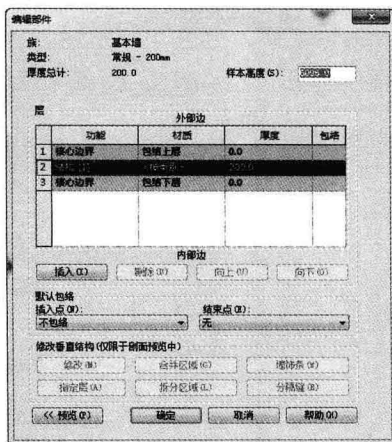 编辑部件
族： 基本墙
类型： 常规 - 200mm
厚度总计： 200.0 样本高度(S)：
层
外部边
功能 材质 厚度 包络
1 核心边界 包络上层 0.0
2 200.0
3 核心边界 包络下层 0.0
内部边
插入(I) 删除(D) 向上(U) 向下(O)
默认包络
插入点(N)： 结束点(E)：
不包络 无
修改垂直结构(仅限于剖面预览中)
修改(M) 合并区域(G) 墙饰条(W)
指定层(A) 拆分区域(L) 分隔缝(R)
<< 预览(P) 确定 取消 帮助(H)